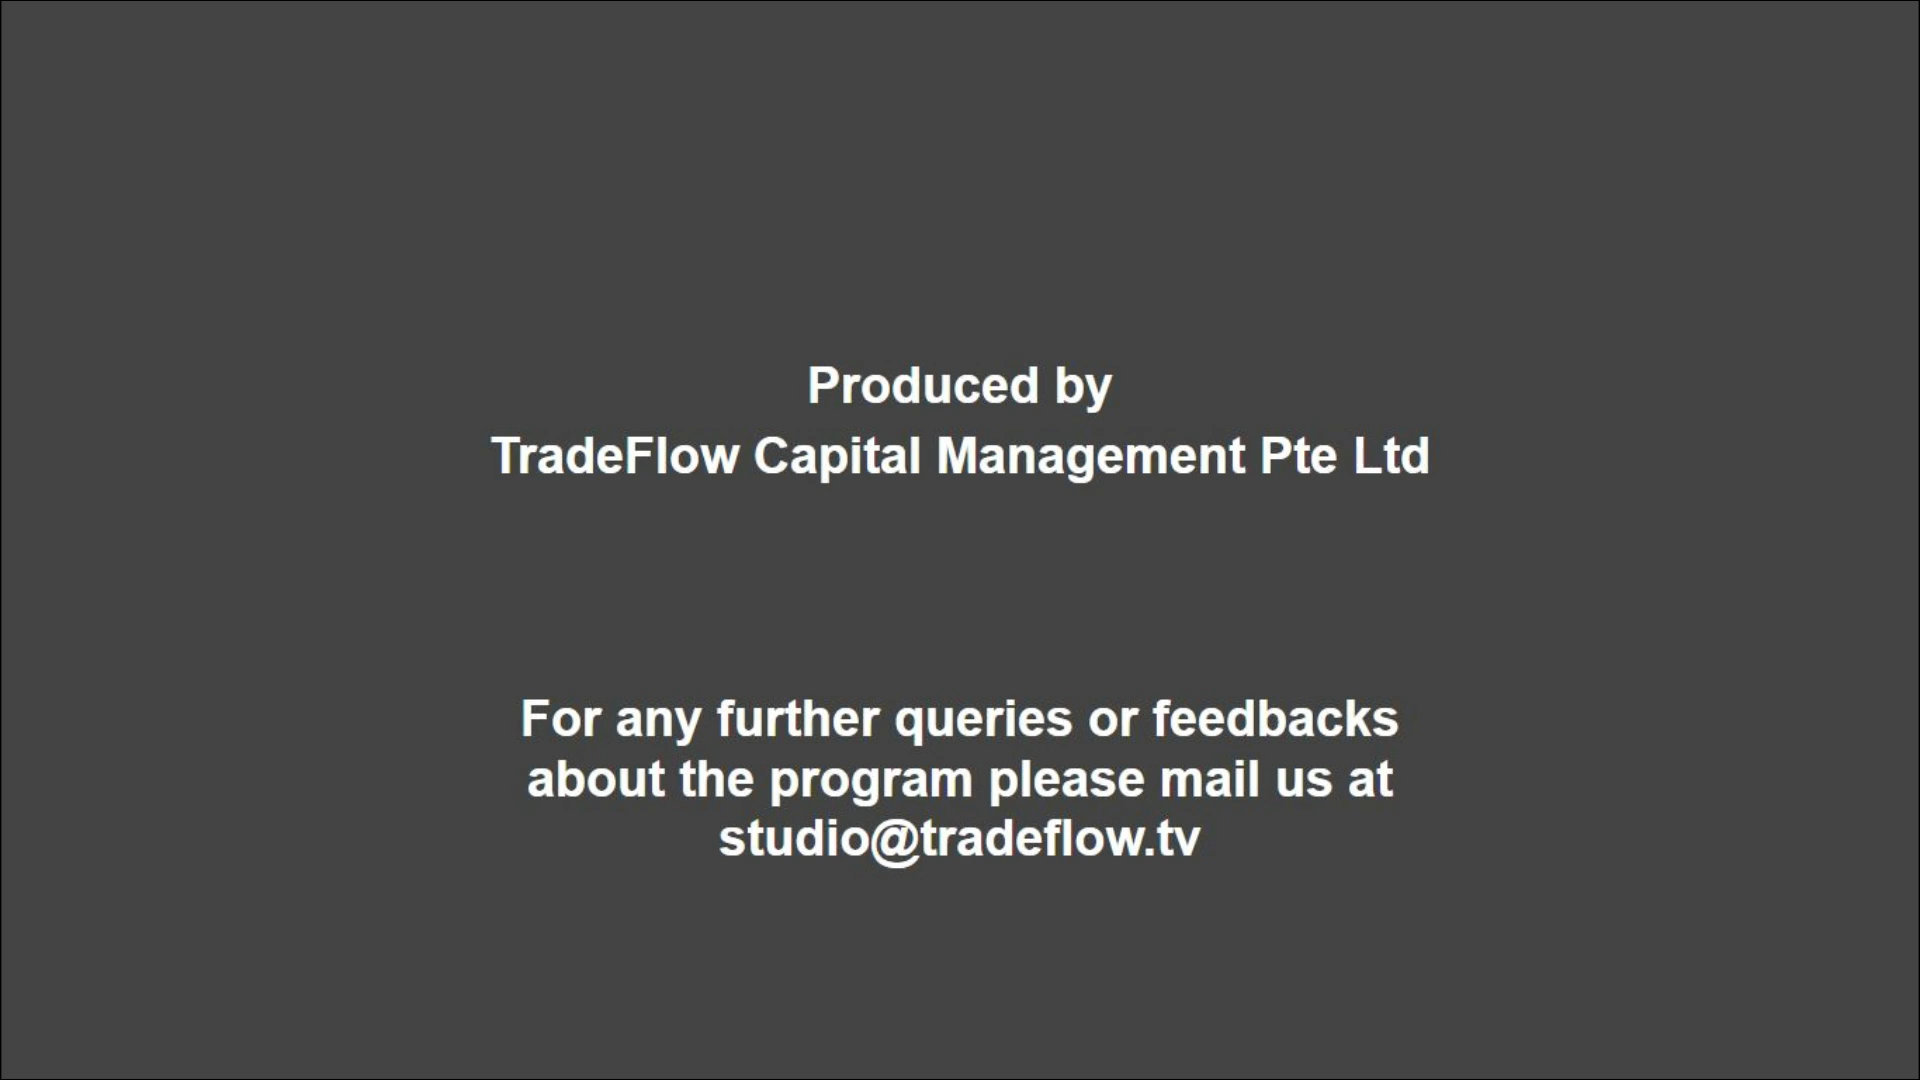 Produced by
TradeFlow Capital Management Pte Ltd
For any further queries or feedbacks
about the program please mail us at
studio@tradeflow.tv